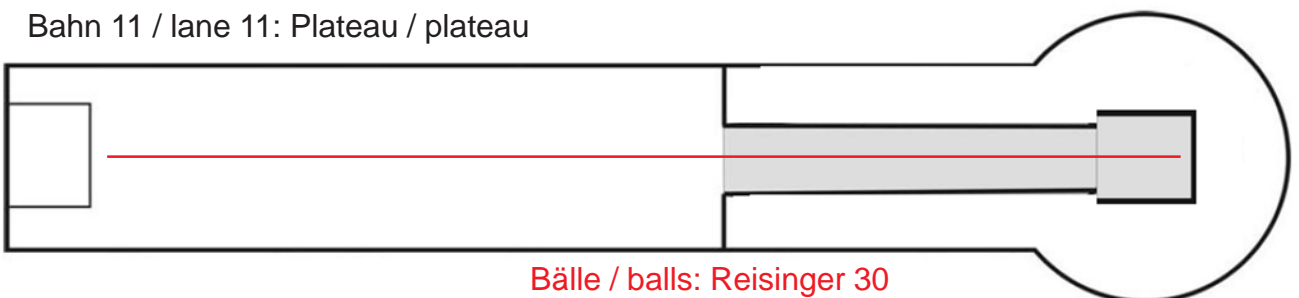 Bahn 11 / lane 11: Plateau / plateau
Bälle / balls: Reisinger 30